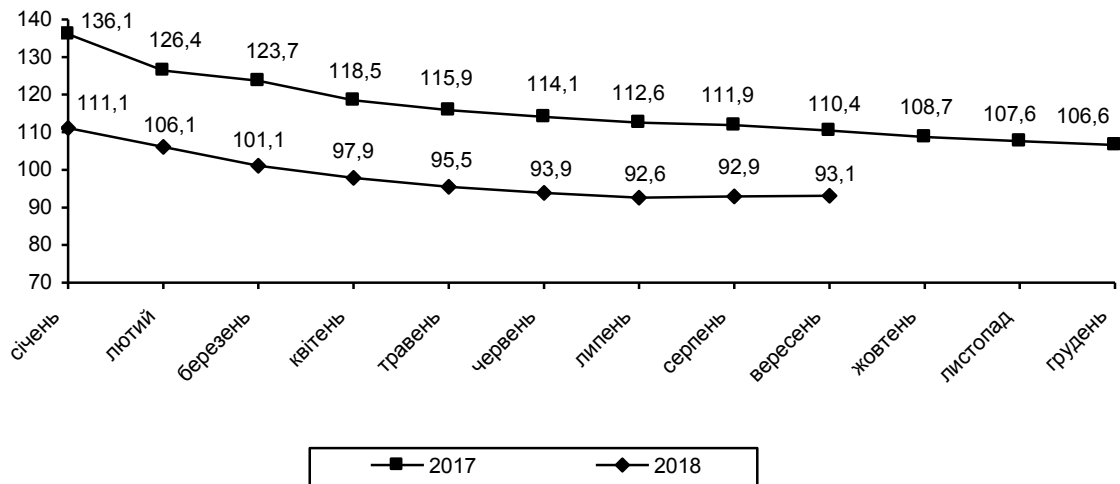 140
130
120
110
100
90
80
70
136,1
126,4
123,7
118,5
115,9
114,1
112,6
111,9
110,4
108,7
107,6
106,6
111,1
106,1
101,1
97,9
95,5
93,9
92,6
92,9
93,1
січень
лютий
березень
квітень
травень
червень
липень
серпень
вересень
жовтень
листопад
грудень
2017
2018